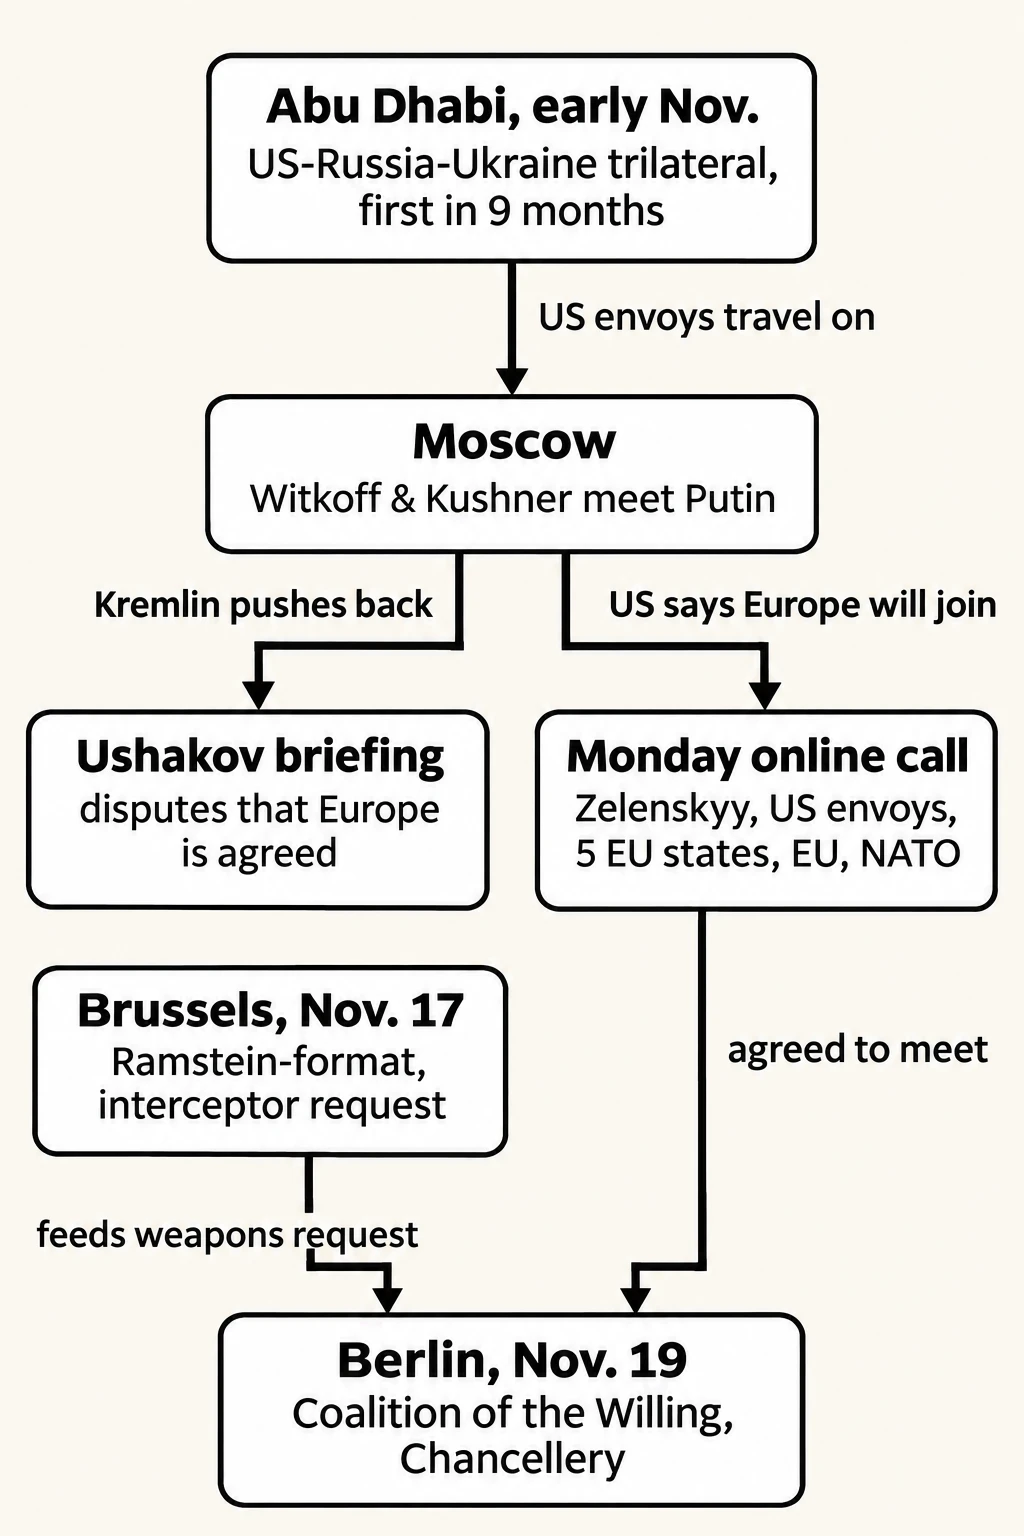 Abu Dhabi, early Nov.
US-Russia-Ukraine trilateral,
first in 9 months
US envoys travel on
Moscow
Witkoff & Kushner meet Putin
Kremlin pushes back
US says Europe will join
Ushakov briefing
disputes that Europe
is agreed
Monday online call
Zelenskyy, US envoys,
5 EU states, EU, NATO
Brussels, Nov. 17
Ramstein-format,
interceptor request
agreed to meet
feeds weapons request
Berlin, Nov. 19
Coalition of the Willing,
Chancellery